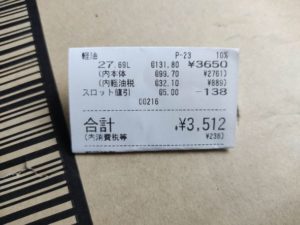 軽油 P-23 10%
27.69L @131.80 ¥3650
(内本体 @99.70 ¥2761)
(内軽油税 @32.10 ¥889)
スロット値引 @5.00 -138
00216
合計 ¥3,512
(内消費税等 ¥236)